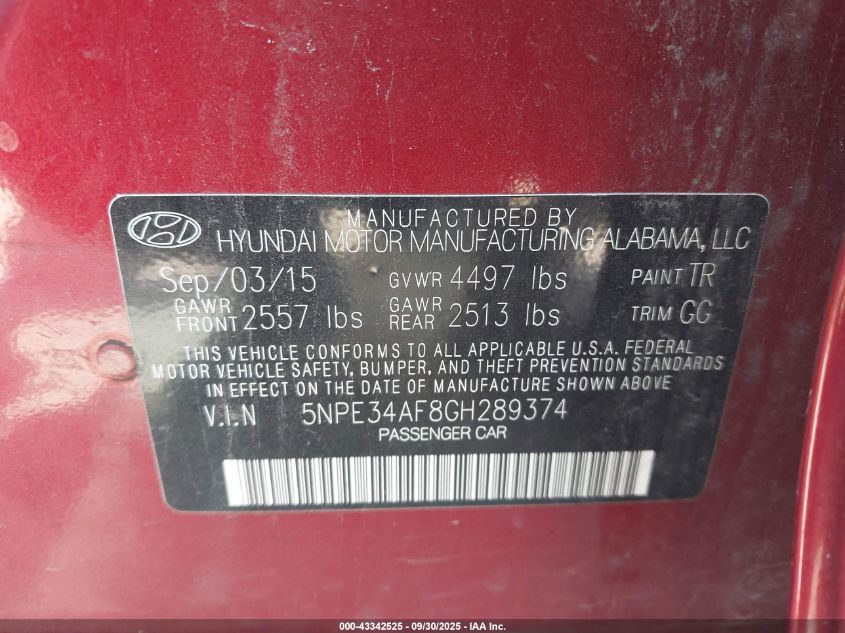 MANUFACTURED BY
HYUNDAI MOTOR MANUFACTURING ALABAMA, LLC
Sep/03/15 GVWR 4497 lbs PAINT TR
GAWR FRONT 2557 lbs GAWR REAR 2513 lbs TRIM GG
THIS VEHICLE CONFORMS TO ALL APPLICABLE U.S.A. FEDERAL
MOTOR VEHICLE SAFETY, BUMPER, AND THEFT PREVENTION STANDARDS
IN EFFECT ON THE DATE OF MANUFACTURE SHOWN ABOVE
V.I.N 5NPE34AF8GH289374
PASSENGER CAR
000-43342525 - 09/30/2025 - IAA Inc.